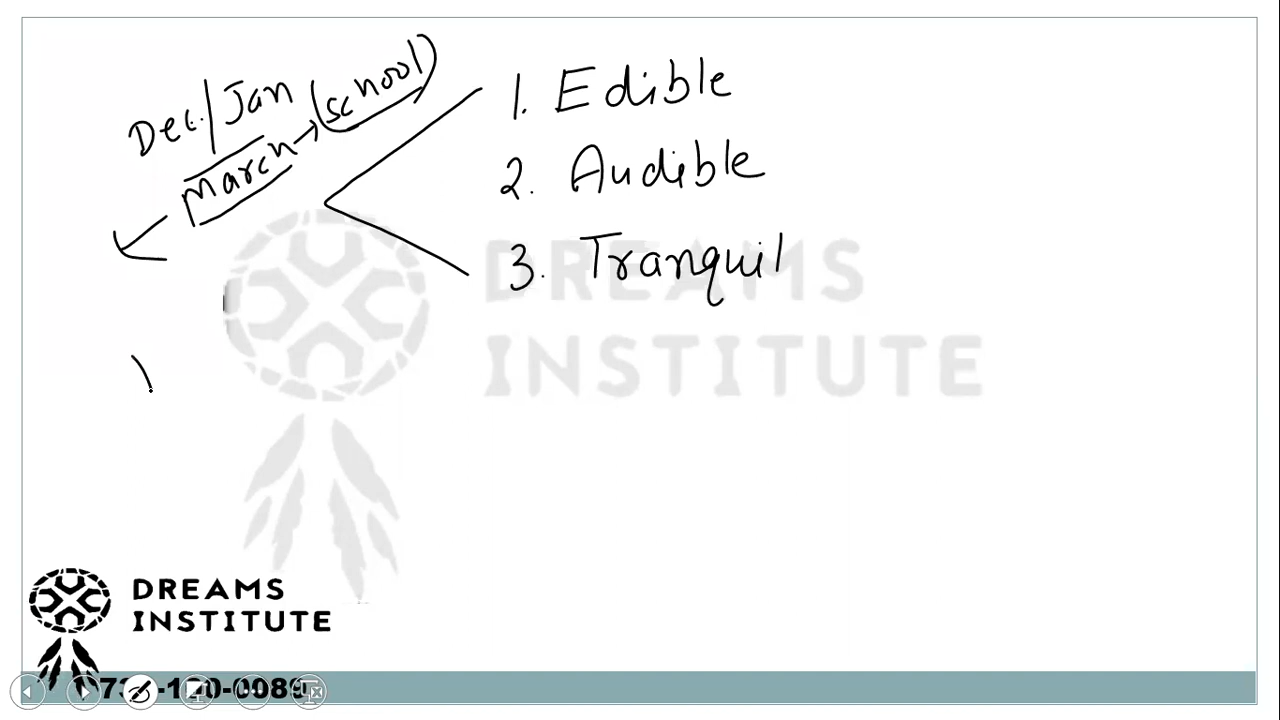 Dec./Jan
March → (school)
1. Edible
2. Audible
3. Tranquil
DREAMS
INSTITUTE
DREAMS
INSTITUTE